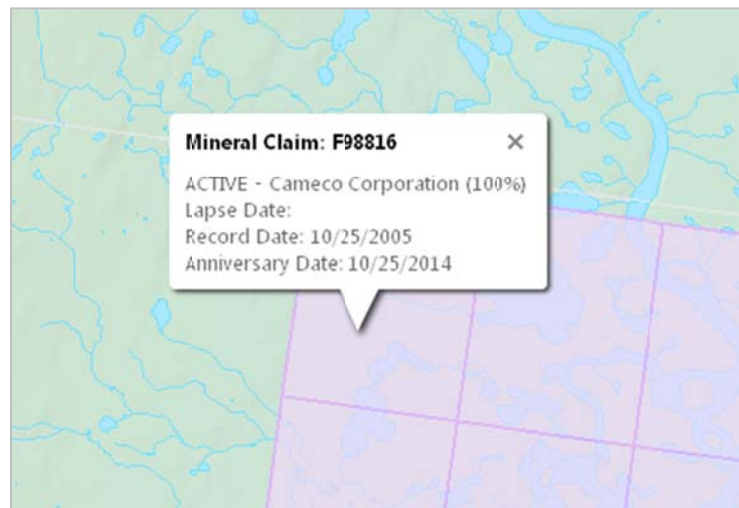 Mineral Claim: F98816 ×
ACTIVE - Cameco Corporation (100%)
Lapse Date:
Record Date: 10/25/2005
Anniversary Date: 10/25/2014